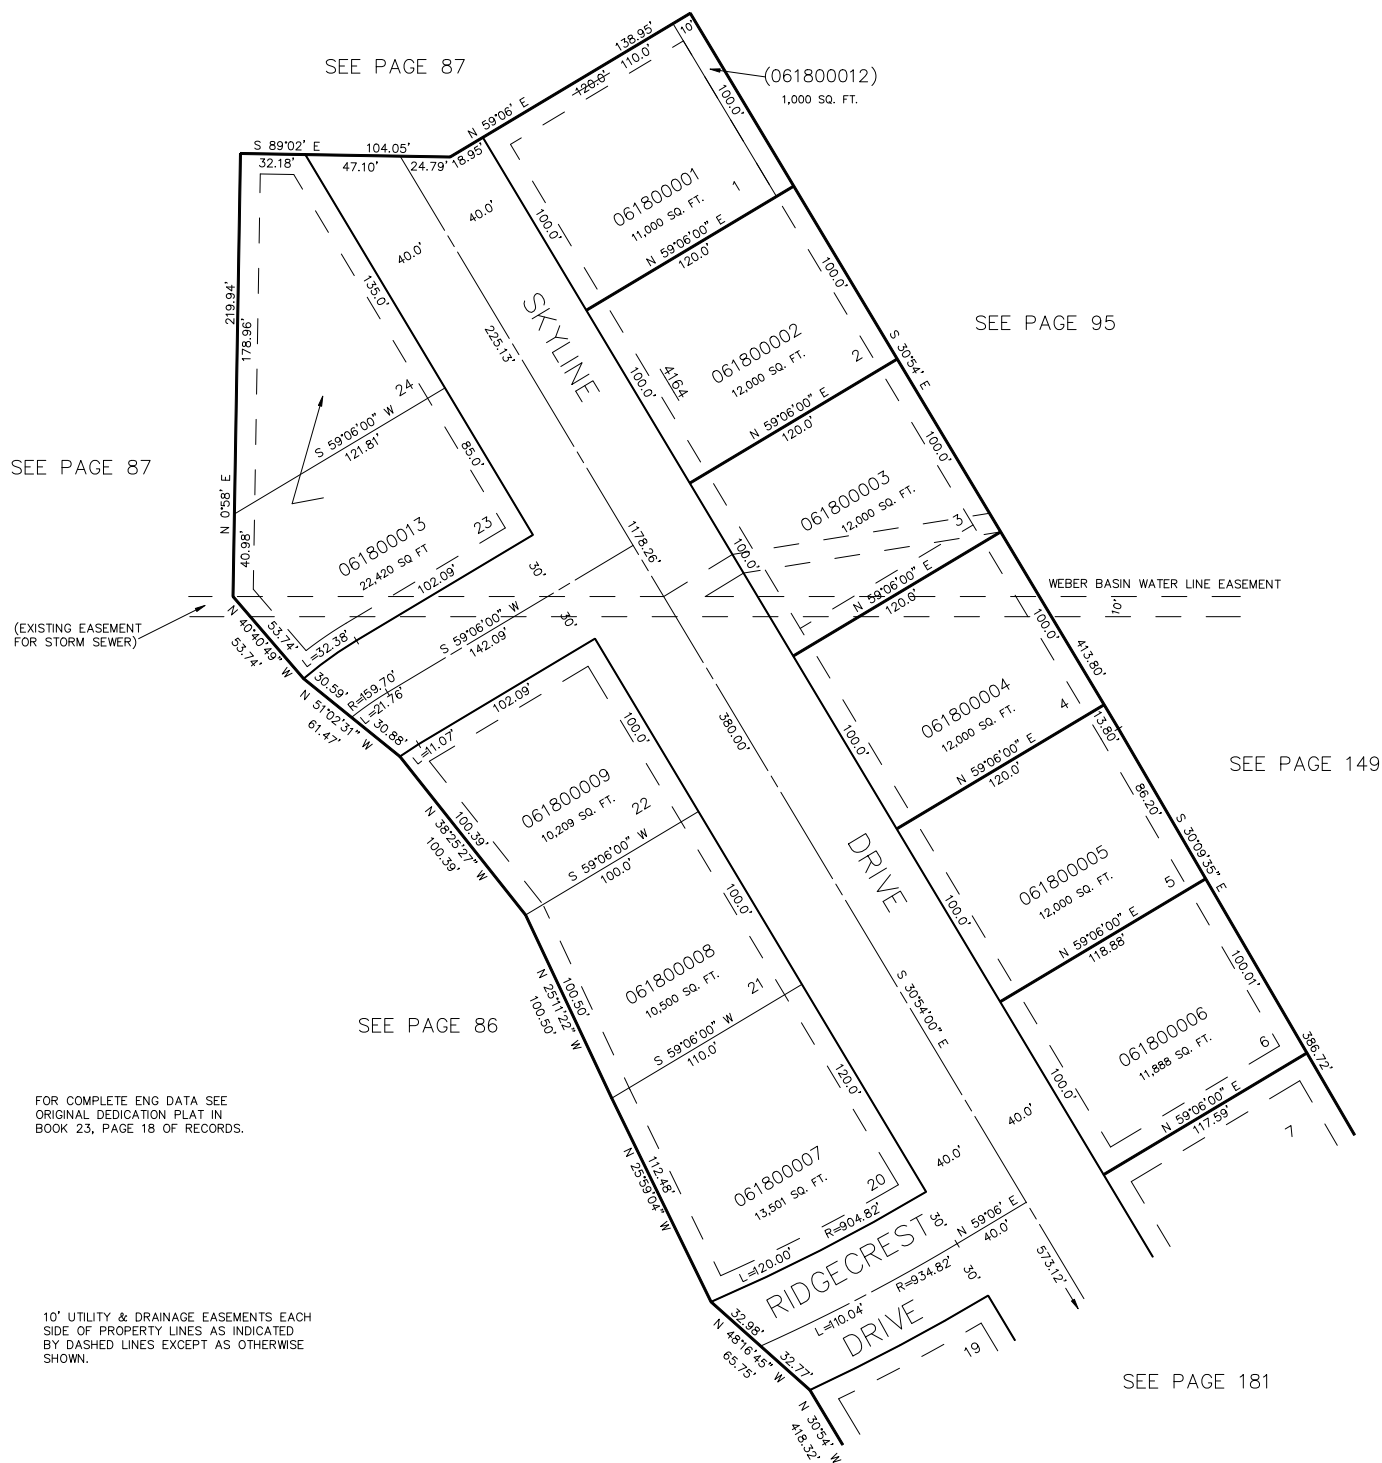 SEE PAGE 87
138.95'
110.0'
120.0'
10'
(061800012)
1,000 SQ. FT.
N 59°06' E
18.95'
S 89°02' E
104.05'
32.18'
47.10'
24.79'
40.0'
40.0'
100.0'
100.0'
061800001
11,000 SQ. FT.
1
N 59°06'00" E
120.0'
219.94'
178.96'
135.0'
225.13'
SKYLINE
100.0'
SEE PAGE 95
061800002
12,000 SQ. FT.
2
4164
100.0'
S 30°54' E
N 59°06'00" E
120.0'
24
S 59°06'00" W
121.81'
85.0'
SEE PAGE 87
N 0°58' E
40.98'
061800013
22,420 SQ FT
23
102.09'
100.0'
061800003
12,000 SQ. FT.
3
1178.26'
100.0'
N 59°06'00" E
120.0'
WEBER BASIN WATER LINE EASEMENT
10'
(EXISTING EASEMENT
FOR STORM SEWER)
N 40°40'49" W
53.74'
53.74'
L=32.38'
30'
30'
S 59°06'00" W
142.09'
30.59'
R=159.70'
L=21.76'
N 51°02'31" W
61.47'
30.88'
L=11.07'
102.09'
100.0'
380.00'
100.0'
413.80'
061800004
12,000 SQ. FT.
4
100.0'
N 59°06'00" E
120.0'
13.80'
SEE PAGE 149
86.20'
S 30°09'35" E
061800009
10,209 SQ. FT.
22
100.39'
N 38°25'27" W
100.39'
S 59°06'00" W
100.0'
DRIVE
061800005
12,000 SQ. FT.
5
100.0'
100.0'
N 59°06'00" E
118.88'
061800008
10,500 SQ. FT.
21
100.50'
N 25°11'22" W
100.50'
S 59°06'00" W
110.0'
S 30°54'00" E
100.01'
SEE PAGE 86
061800006
11,888 SQ. FT.
6
386.72'
100.0'
N 59°06'00" E
117.59'
7
120.0'
40.0'
40.0'
FOR COMPLETE ENG DATA SEE
ORIGINAL DEDICATION PLAT IN
BOOK 23, PAGE 18 OF RECORDS.
112.48'
N 25°59'04" W
061800007
13,501 SQ. FT.
20
R=904.82'
L=120.00'
RIDGECREST
DRIVE
30'
N 59°06' E
40.0'
R=934.82'
30'
L=110.04'
573.12'
32.98'
N 48°16'45" W
65.75'
32.77'
19
10' UTILITY & DRAINAGE EASEMENTS EACH
SIDE OF PROPERTY LINES AS INDICATED
BY DASHED LINES EXCEPT AS OTHERWISE
SHOWN.
SEE PAGE 181
N 30°54' W
418.32'